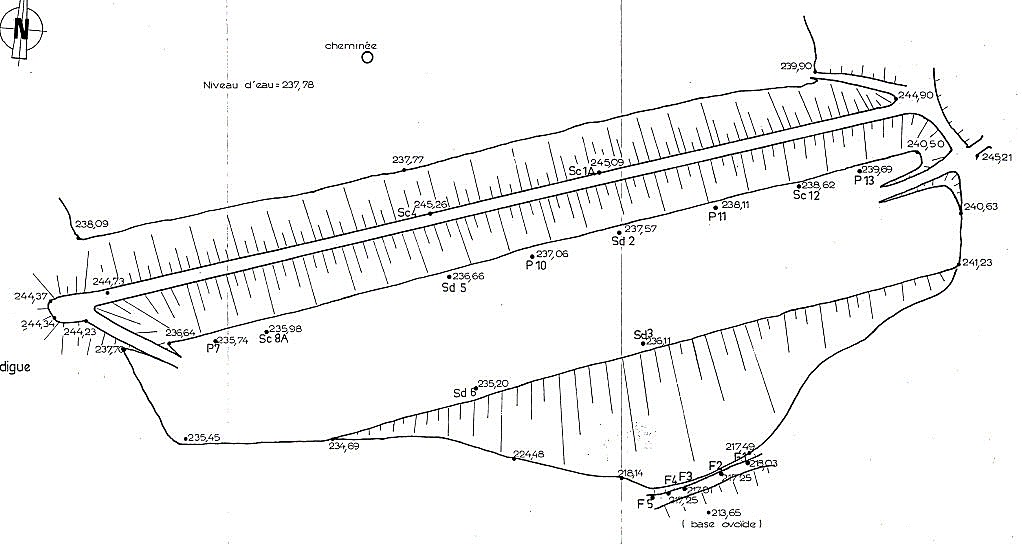 N
cheminée
Niveau d'eau = 237,78
239,90
244,90
240,50
245,21
237,77
Sc1A
245,09
239,69
P 13
238,62
Sc 12
Sc4
245,26
238,11
P 11
240,63
238,09
237,57
Sd 2
237,06
P 10
241,23
244,73
236,66
Sd 5
244,37
244,34
244,23
236,64
235,98
Sc 8A
235,74
P7
Sd3
236,11
digue
235,20
Sd 6
235,45
234,69
217,49
F1
218,03
224,48
F2
217,25
218,14
F4 F3
217,01
217,25
F5
213,65
( base ovoïde )